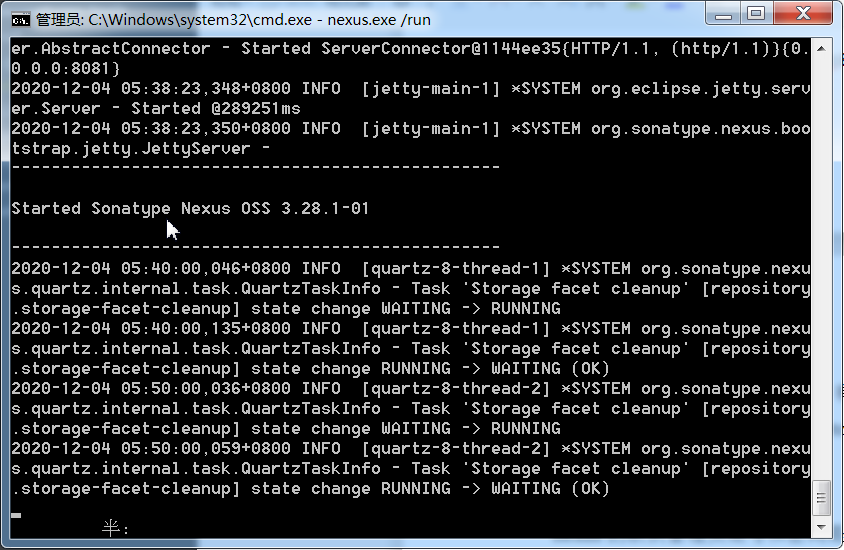 管理员: C:\Windows\system32\cmd.exe - nexus.exe /run
er.AbstractConnector - Started ServerConnector@1144ee35{HTTP/1.1, (http/1.1)}{0.
0.0.0:8081}
2020-12-04 05:38:23,348+0800 INFO  [jetty-main-1] *SYSTEM org.eclipse.jetty.serv
er.Server - Started @289251ms
2020-12-04 05:38:23,350+0800 INFO  [jetty-main-1] *SYSTEM org.sonatype.nexus.boo
tstrap.jetty.JettyServer -
-------------------------------------------------
Started Sonatype Nexus OSS 3.28.1-01
-------------------------------------------------
2020-12-04 05:40:00,046+0800 INFO  [quartz-8-thread-1] *SYSTEM org.sonatype.nexu
s.quartz.internal.task.QuartzTaskInfo - Task 'Storage facet cleanup' [repository
.storage-facet-cleanup] state change WAITING -> RUNNING
2020-12-04 05:40:00,135+0800 INFO  [quartz-8-thread-1] *SYSTEM org.sonatype.nexu
s.quartz.internal.task.QuartzTaskInfo - Task 'Storage facet cleanup' [repository
.storage-facet-cleanup] state change RUNNING -> WAITING (OK)
2020-12-04 05:50:00,036+0800 INFO  [quartz-8-thread-2] *SYSTEM org.sonatype.nexu
s.quartz.internal.task.QuartzTaskInfo - Task 'Storage facet cleanup' [repository
.storage-facet-cleanup] state change WAITING -> RUNNING
2020-12-04 05:50:00,059+0800 INFO  [quartz-8-thread-2] *SYSTEM org.sonatype.nexu
s.quartz.internal.task.QuartzTaskInfo - Task 'Storage facet cleanup' [repository
.storage-facet-cleanup] state change RUNNING -> WAITING (OK)
半: